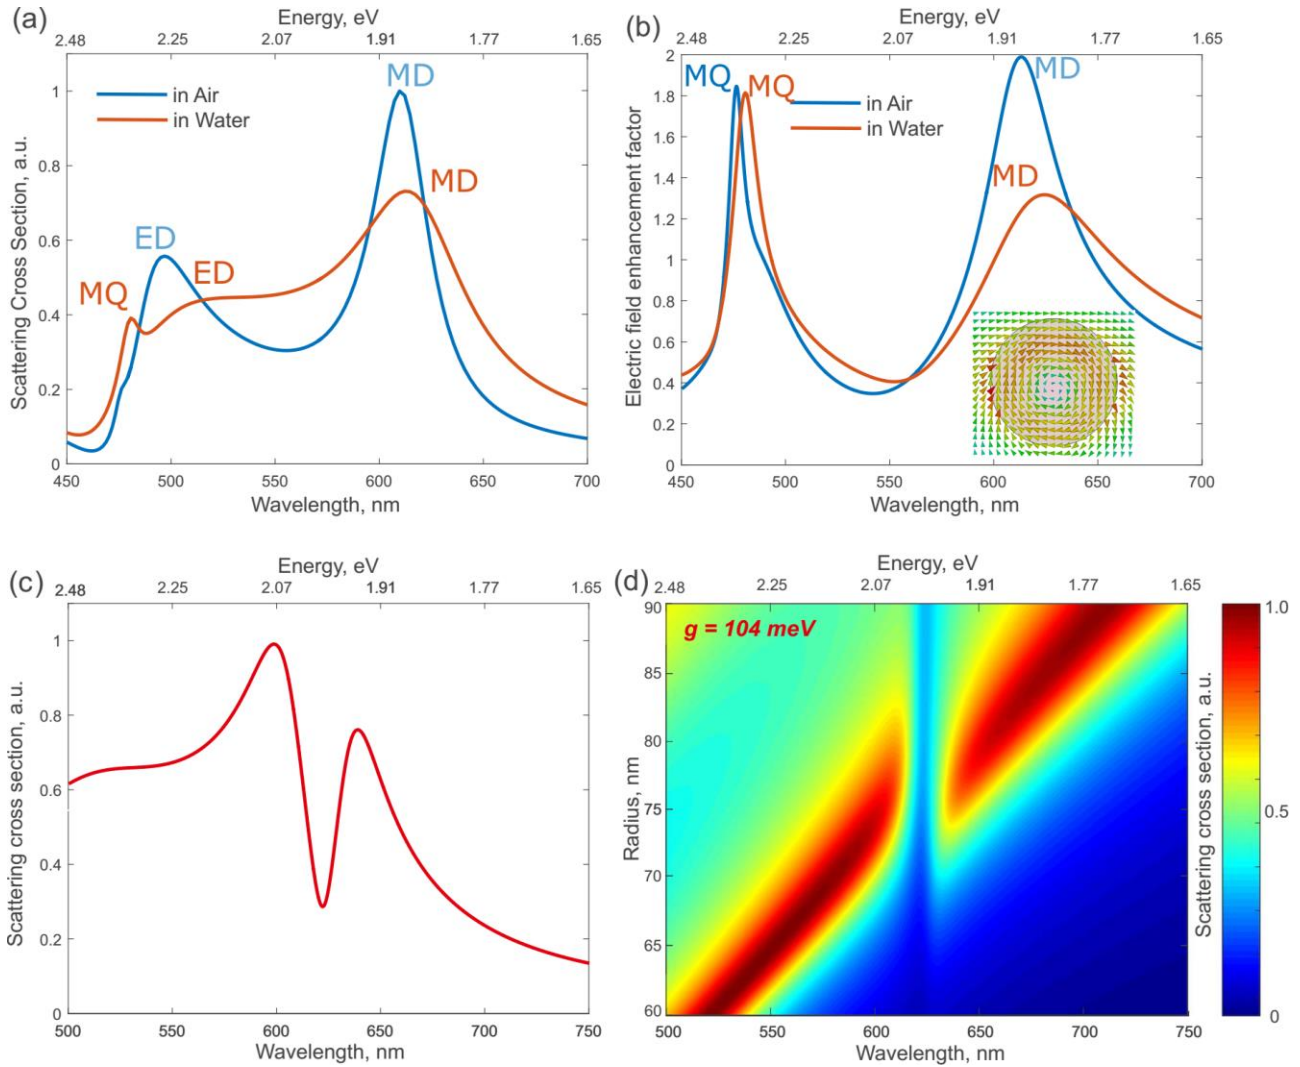 (a)
Energy, eV
2.48 2.25 2.07 1.91 1.77 1.65
Scattering Cross Section, a.u.
1
0.8
0.6
0.4
0.2
0
in Air
in Water
MD
MD
ED
ED
MQ
450 500 550 600 650 700
Wavelength, nm
(b)
Energy, eV
2.48 2.25 2.07 1.91 1.77 1.65
Electric field enhancement factor
2
1.8
1.6
1.4
1.2
1
0.8
0.6
0.4
0.2
0
MQ
MQ
in Air
in Water
MD
MD
450 500 550 600 650 700
Wavelength, nm
(c)
Energy, eV
2.48 2.25 2.07 1.91 1.77 1.65
Scattering cross section, a.u.
1
0.8
0.6
0.4
0.2
0
500 550 600 650 700 750
Wavelength, nm
(d)
Energy, eV
2.48 2.25 2.07 1.91 1.77 1.65
Radius, nm
90
85
80
75
70
65
60
g = 104 meV
500 550 600 650 700 750
Wavelength, nm
Scattering cross section, a.u.
1.0
0.5
0